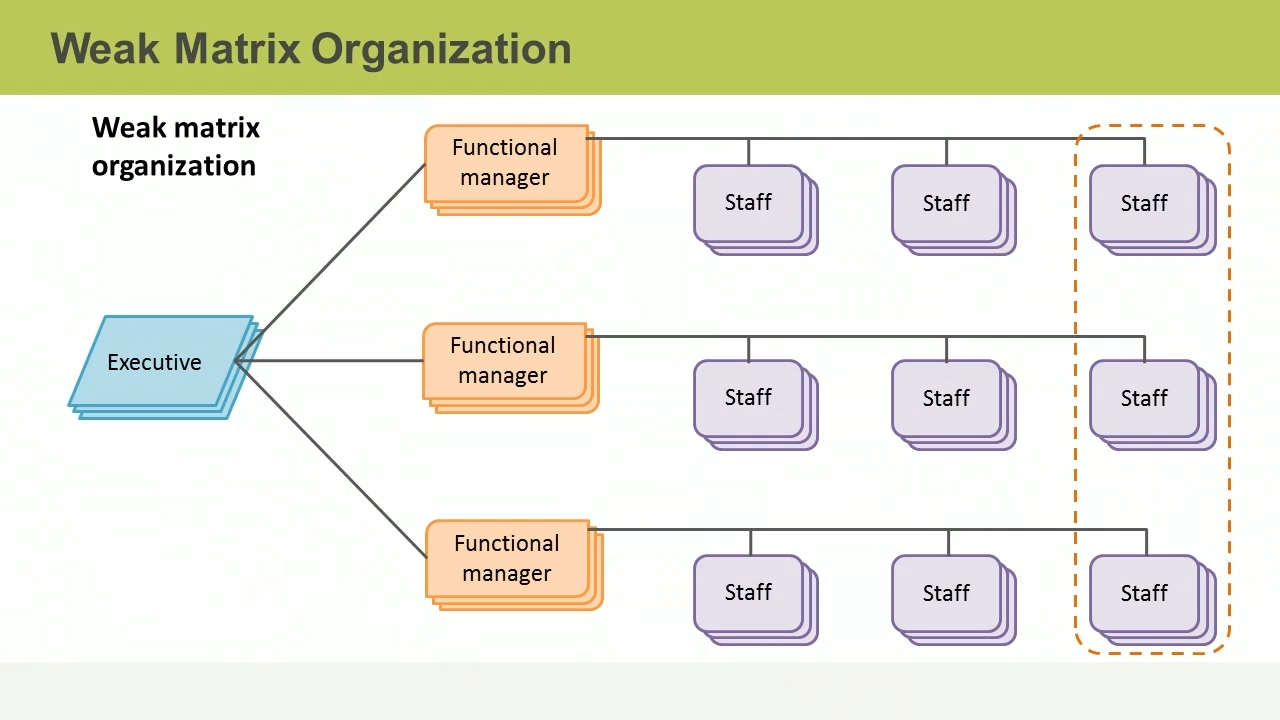 Weak Matrix Organization
Weak matrix
organization
Functional
manager
Staff
Staff
Staff
Executive
Functional
manager
Staff
Staff
Staff
Functional
manager
Staff
Staff
Staff